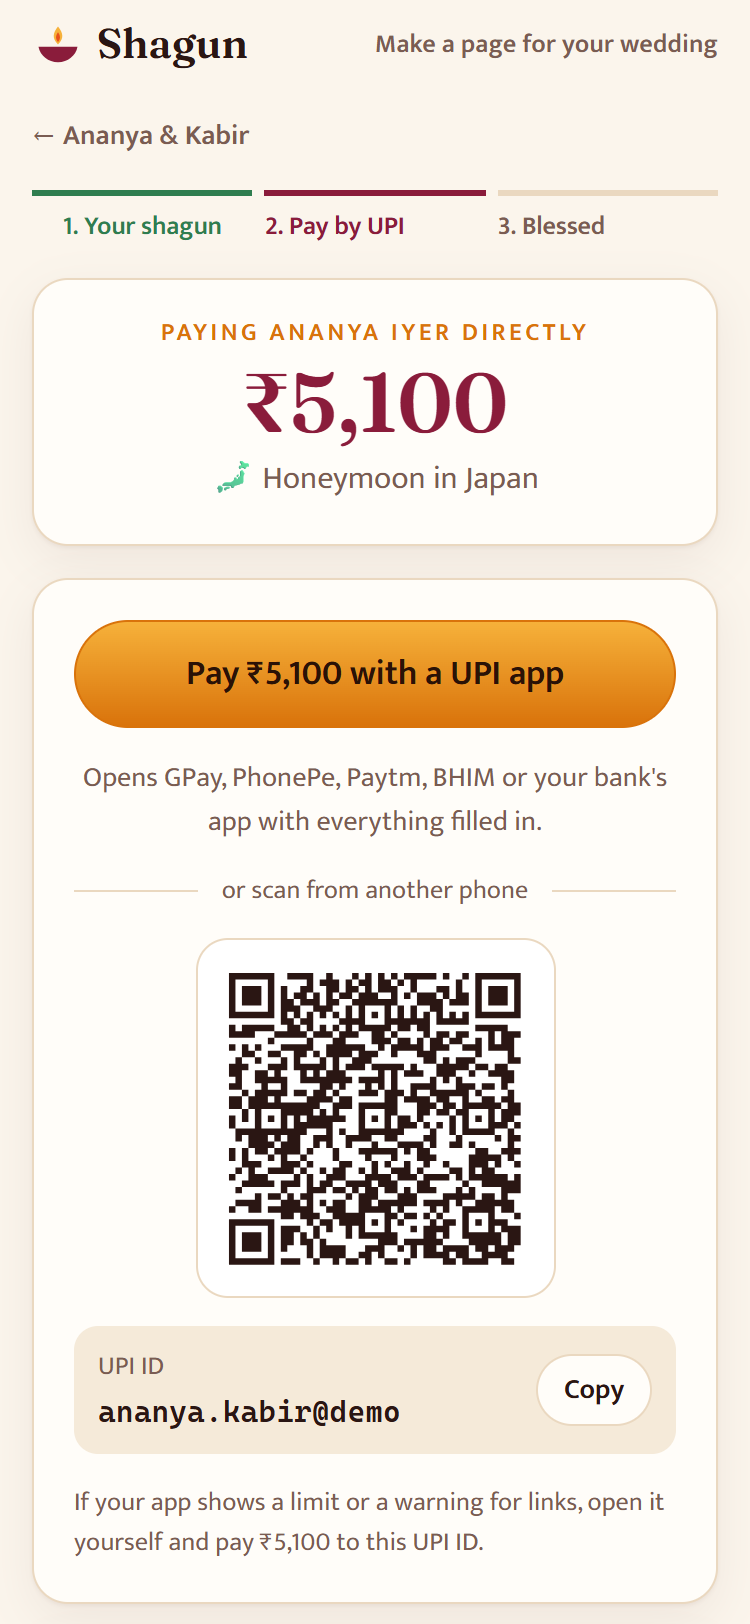 Shagun
Make a page for your wedding
← Ananya & Kabir
1. Your shagun
2. Pay by UPI
3. Blessed
PAYING ANANYA IYER DIRECTLY
₹5,100
Honeymoon in Japan
Pay ₹5,100 with a UPI app
Opens GPay, PhonePe, Paytm, BHIM or your bank's
app with everything filled in.
or scan from another phone
UPI ID
ananya.kabir@demo
Copy
If your app shows a limit or a warning for links, open it
yourself and pay ₹5,100 to this UPI ID.